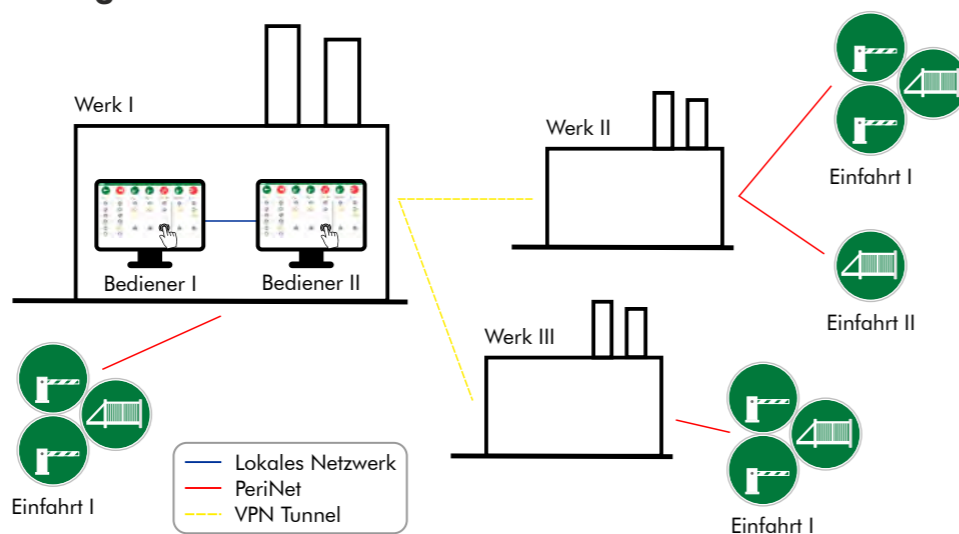 Werk I
Bediener I
Bediener II
Einfahrt I
Werk II
Einfahrt I
Einfahrt II
Werk III
Einfahrt I
Lokales Netzwerk
PeriNet
VPN Tunnel